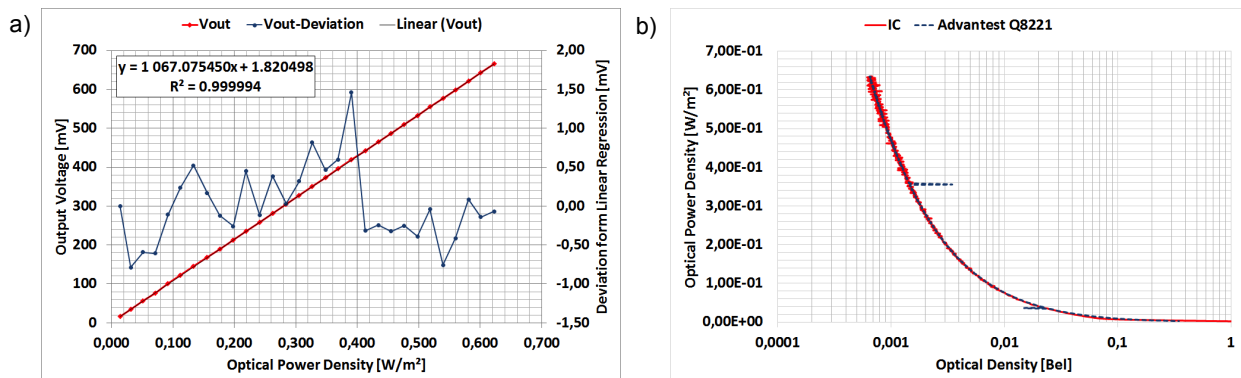 a)
Vout Vout-Deviation Linear (Vout)
y = 1 067.075450x + 1.820498
R² = 0.999994
Output Voltage [mV]
700
600
500
400
300
200
100
0
2,00
1,50
1,00
0,50
0,00
-0,50
-1,00
-1,50
Deviation form Linear Regression [mV]
0,000 0,100 0,200 0,300 0,400 0,500 0,600 0,700
Optical Power Density [W/m²]
b)
IC Advantest Q8221
Optical Power Density [W/m²]
7,00E-01
6,00E-01
5,00E-01
4,00E-01
3,00E-01
2,00E-01
1,00E-01
0,00E+00
0,0001 0,001 0,01 0,1 1
Optical Density [Bel]